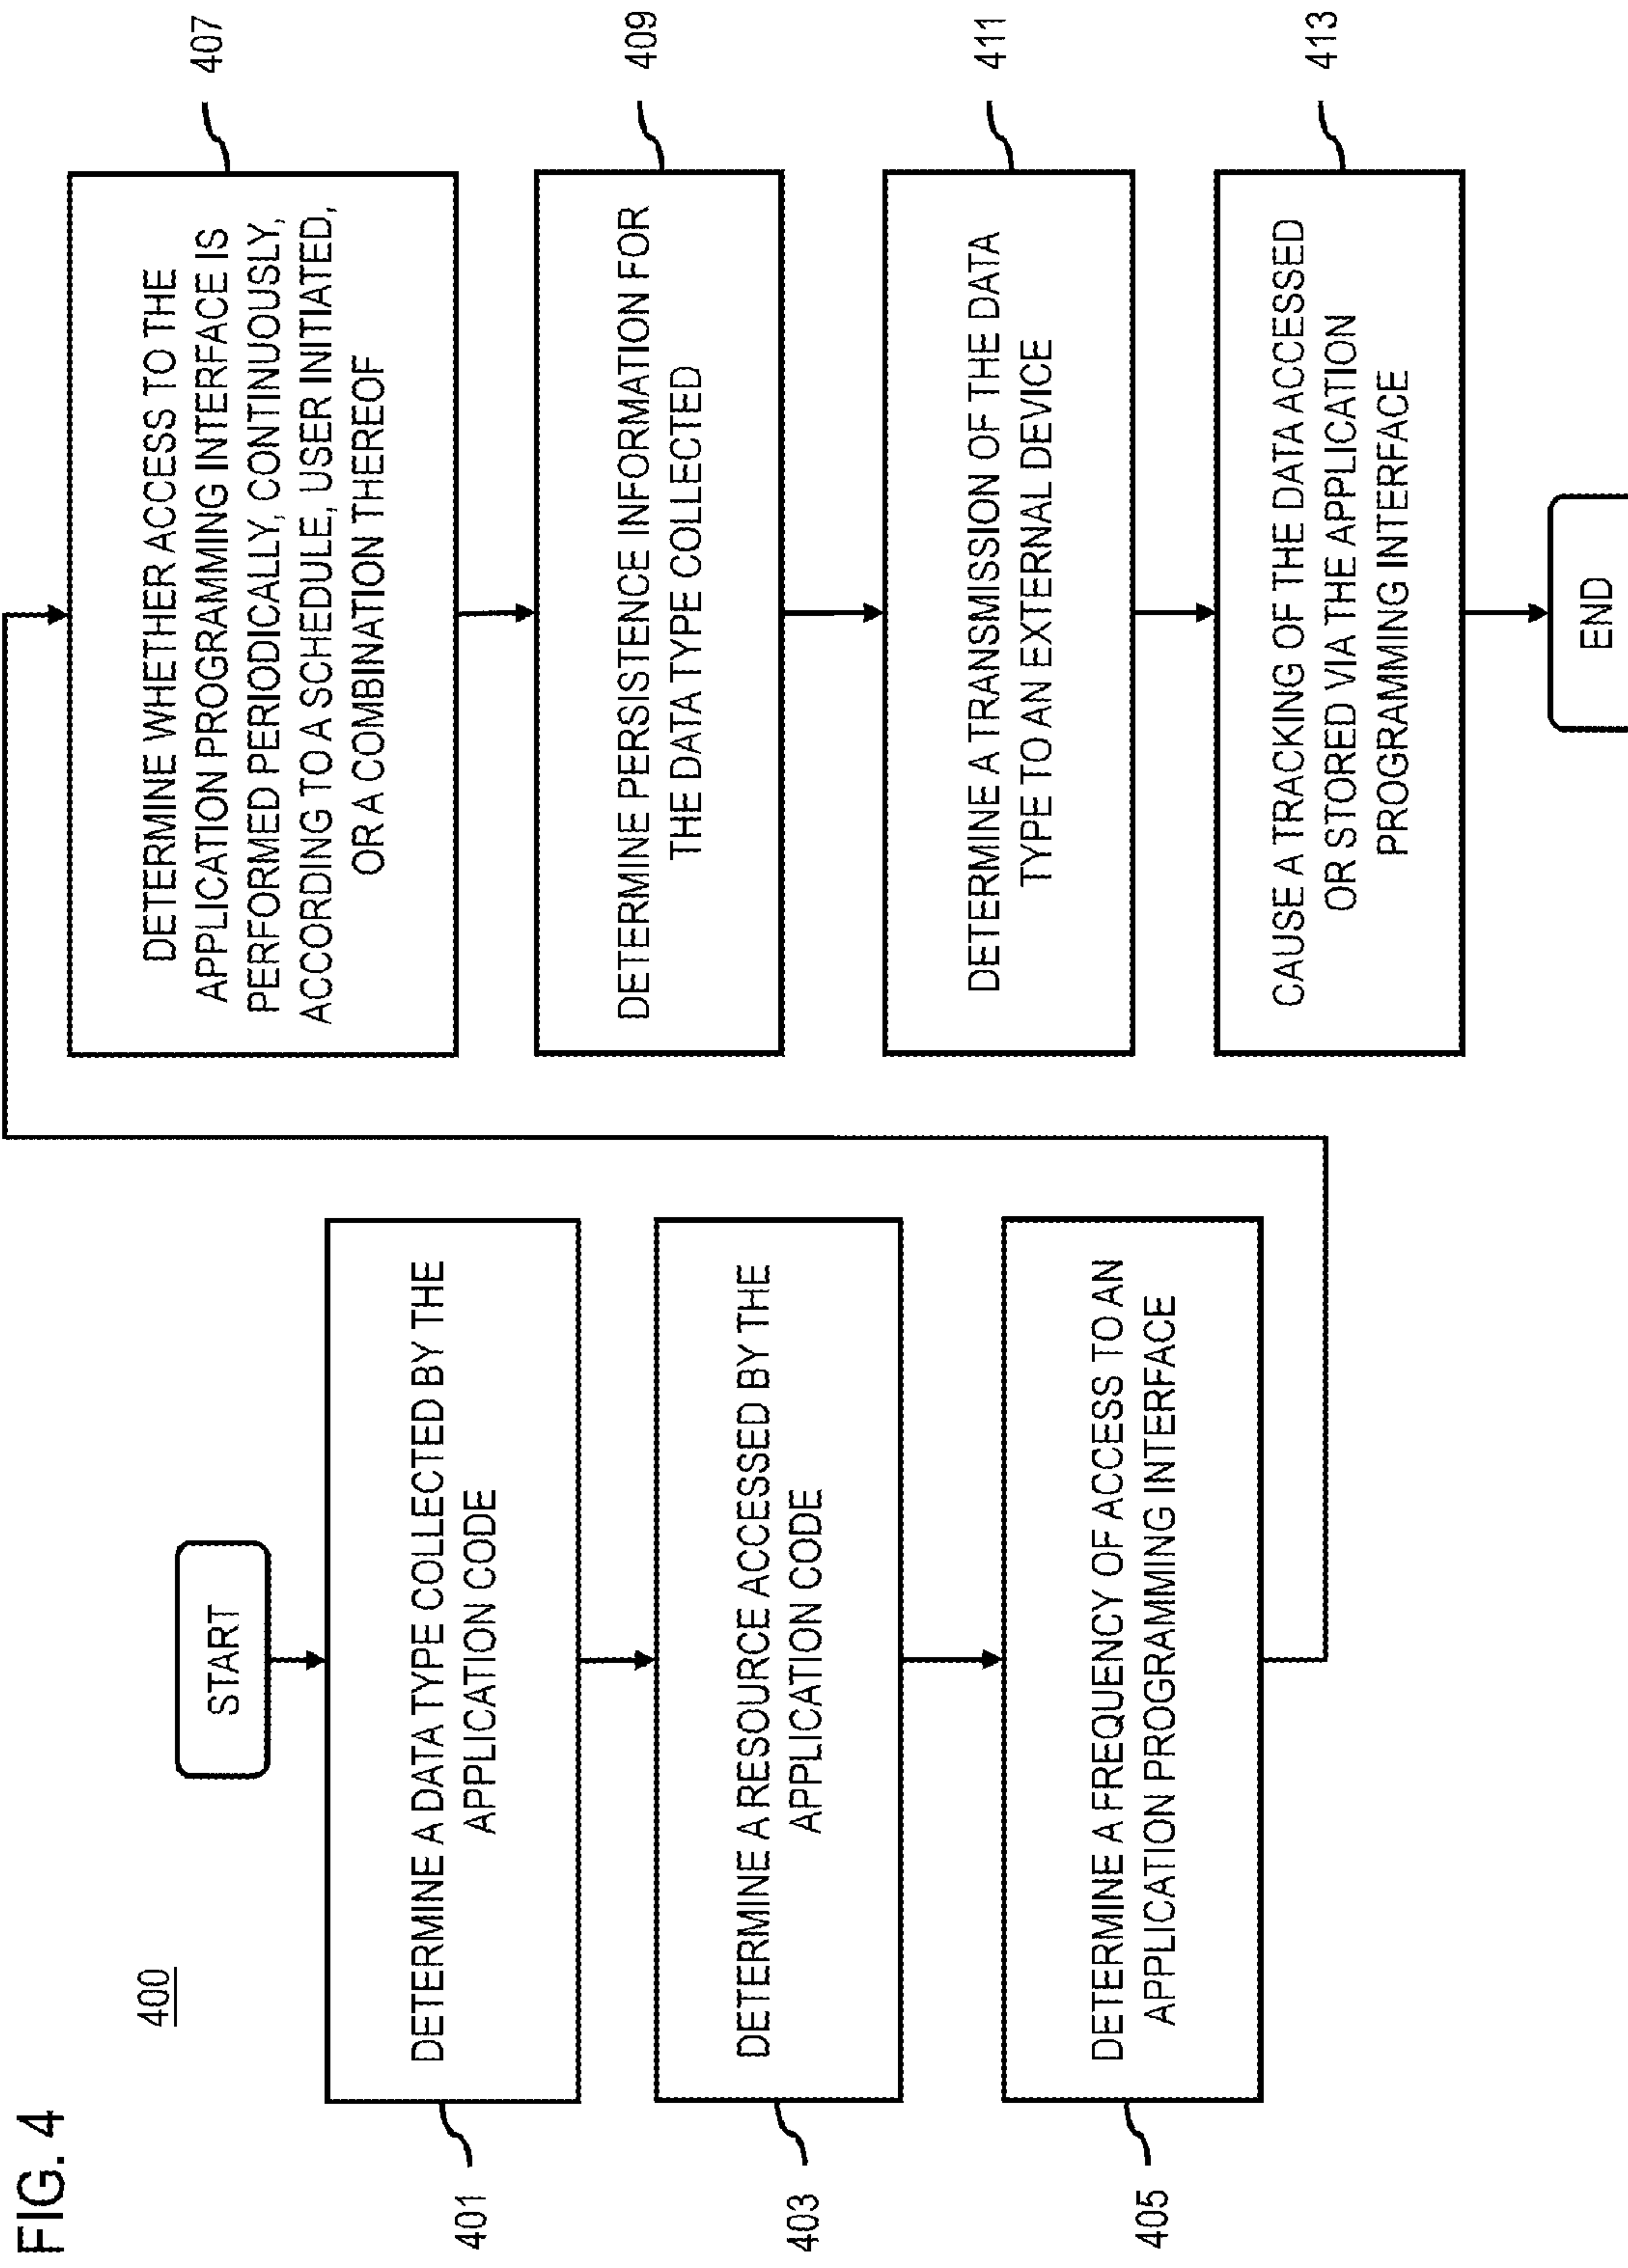 FIG. 4
400
START
DETERMINE A DATA TYPE COLLECTED BY THE
APPLICATION CODE
401
DETERMINE A RESOURCE ACCESSED BY THE
APPLICATION CODE
403
DETERMINE A FREQUENCY OF ACCESS TO AN
APPLICATION PROGRAMMING INTERFACE
405
DETERMINE WHETHER ACCESS TO THE
APPLICATION PROGRAMING INTERFACE IS
PERFORMED PERIODICALLY, CONTINUOUSLY,
ACCORDING TO A SCHEDULE, USER INITIATED,
OR A COMBINATION THEREOF
407
DETERMINE PERSISTENCE INFORMATION FOR
THE DATA TYPE COLLECTED
409
DETERMINE A TRANSMISSION OF THE DATA
TYPE TO AN EXTERNAL DEVICE
411
CAUSE A TRACKING OF THE DATA ACCESSED
OR STORED VIA THE APPLICATION
PROGRAMMING INTERFACE
413
END